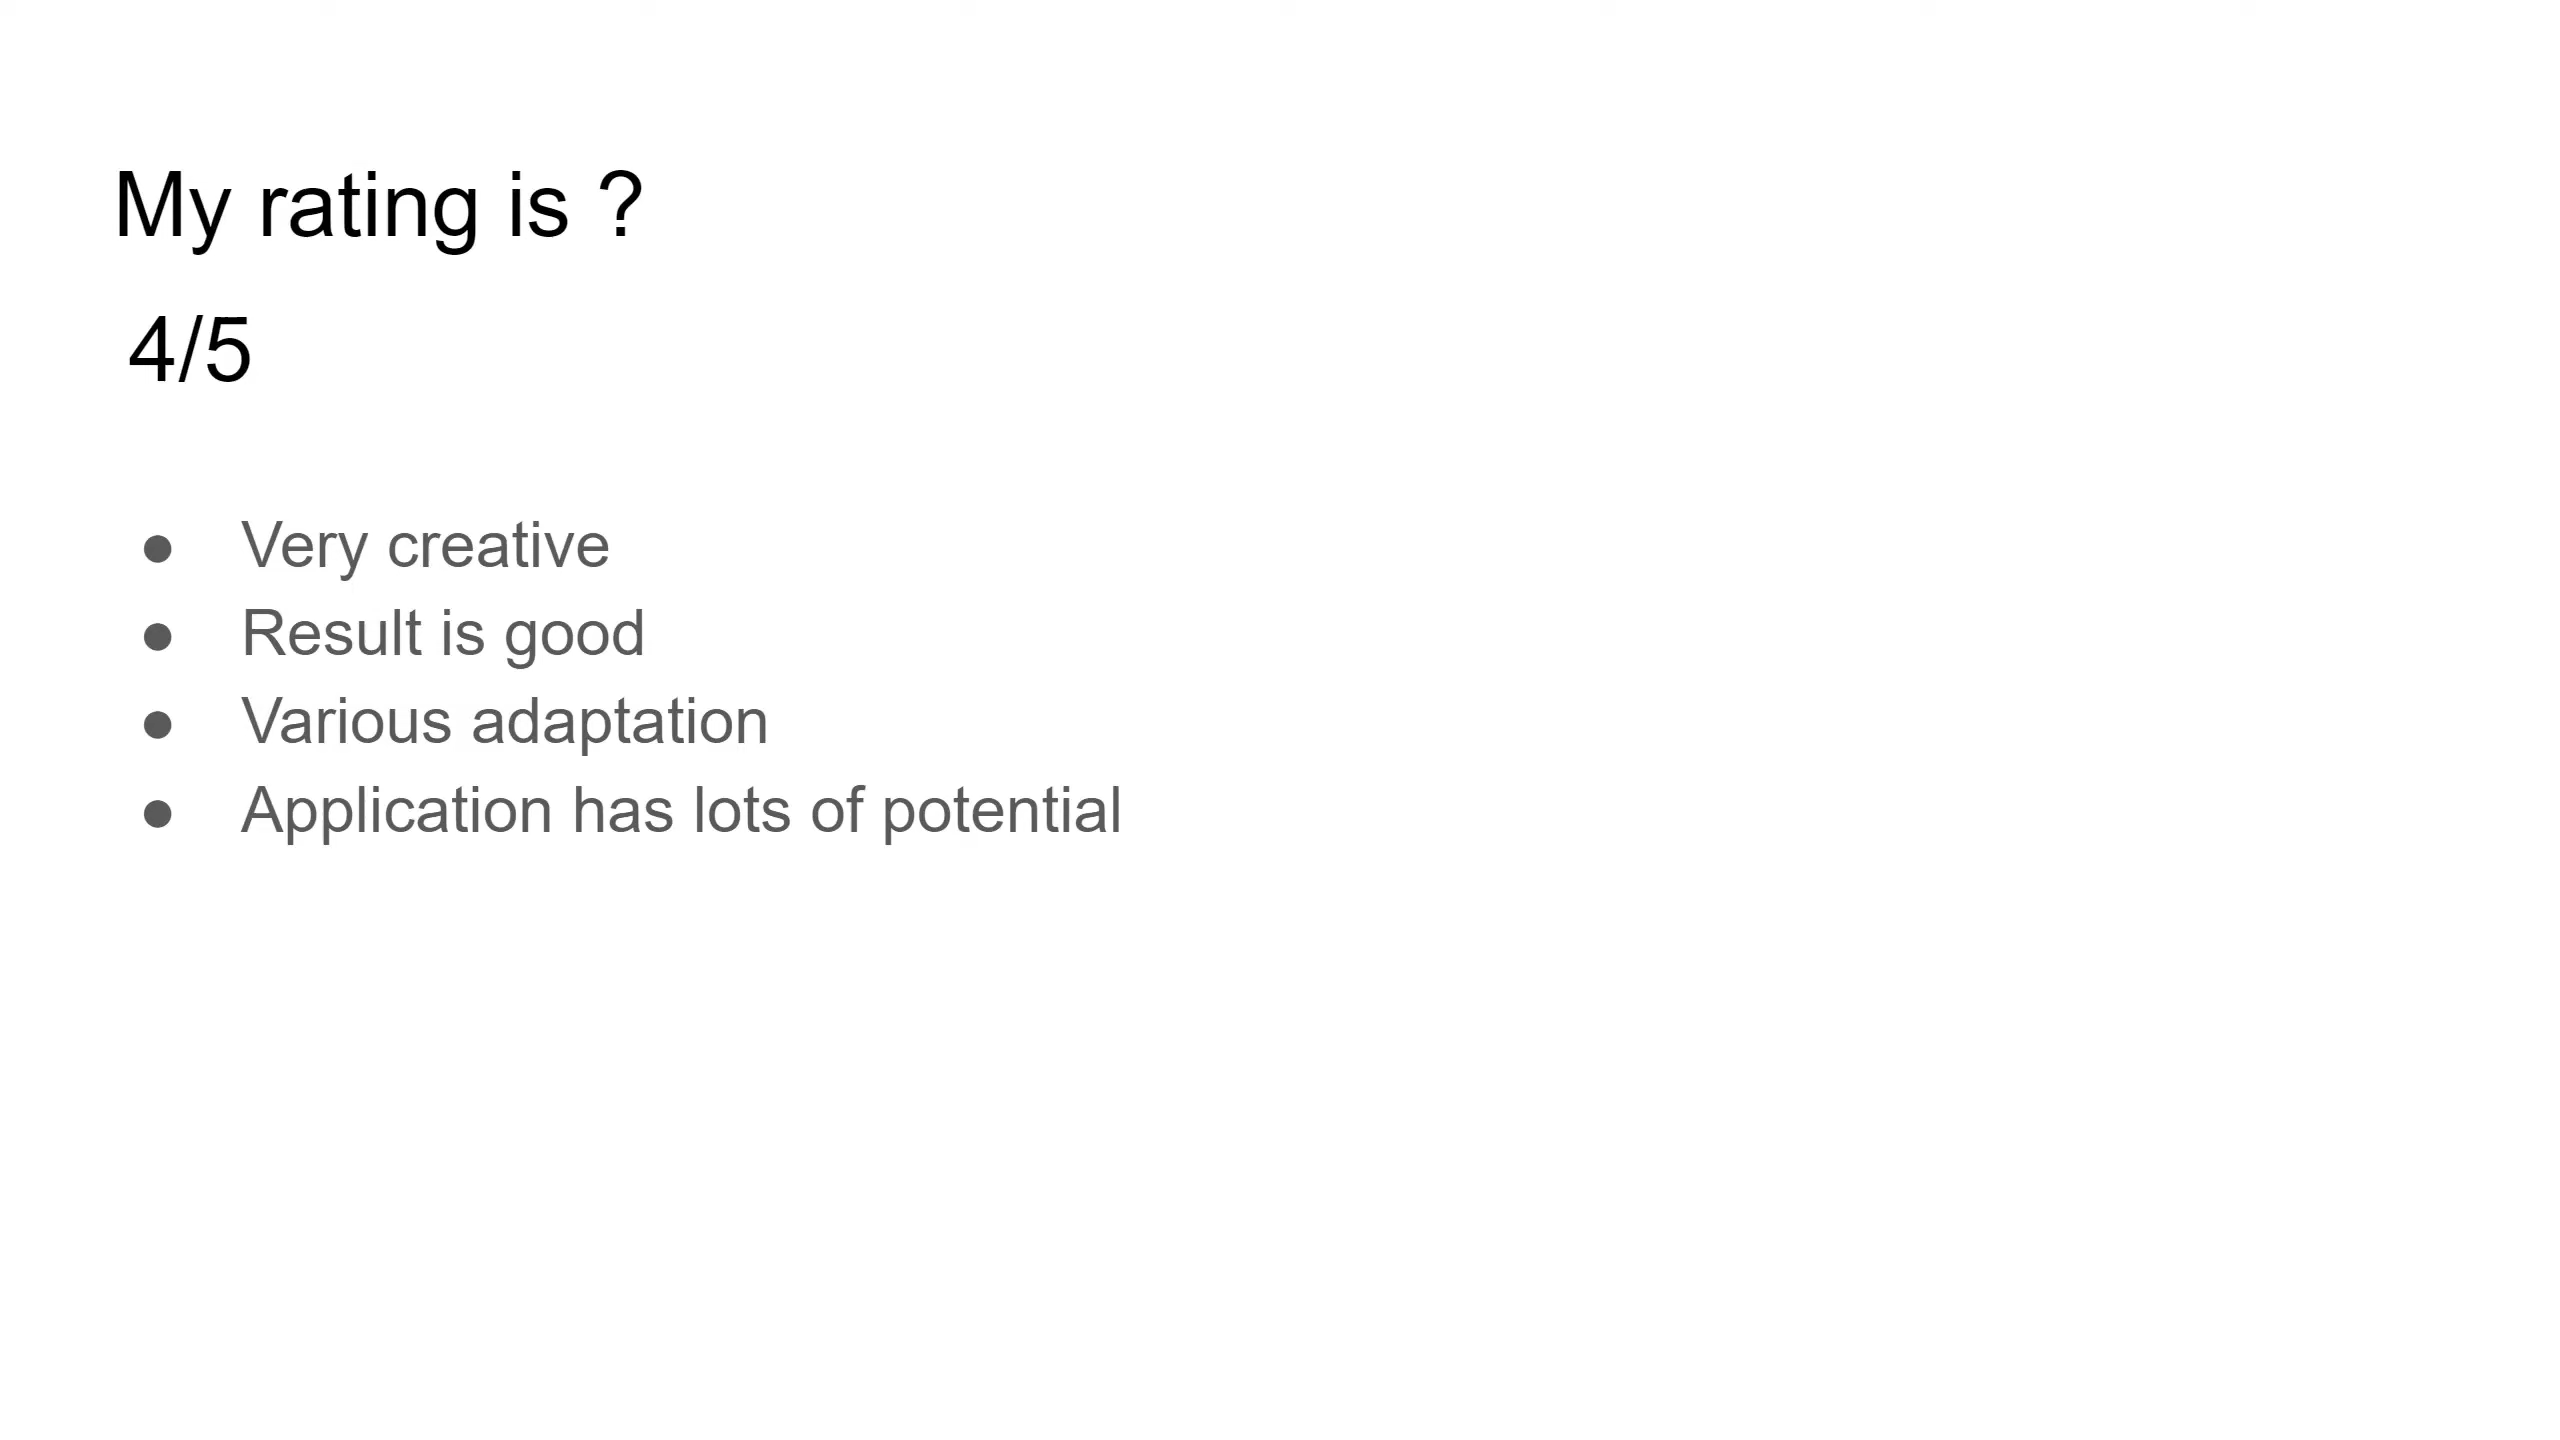 My rating is ?
4/5
● Very creative
● Result is good
● Various adaptation
● Application has lots of potential